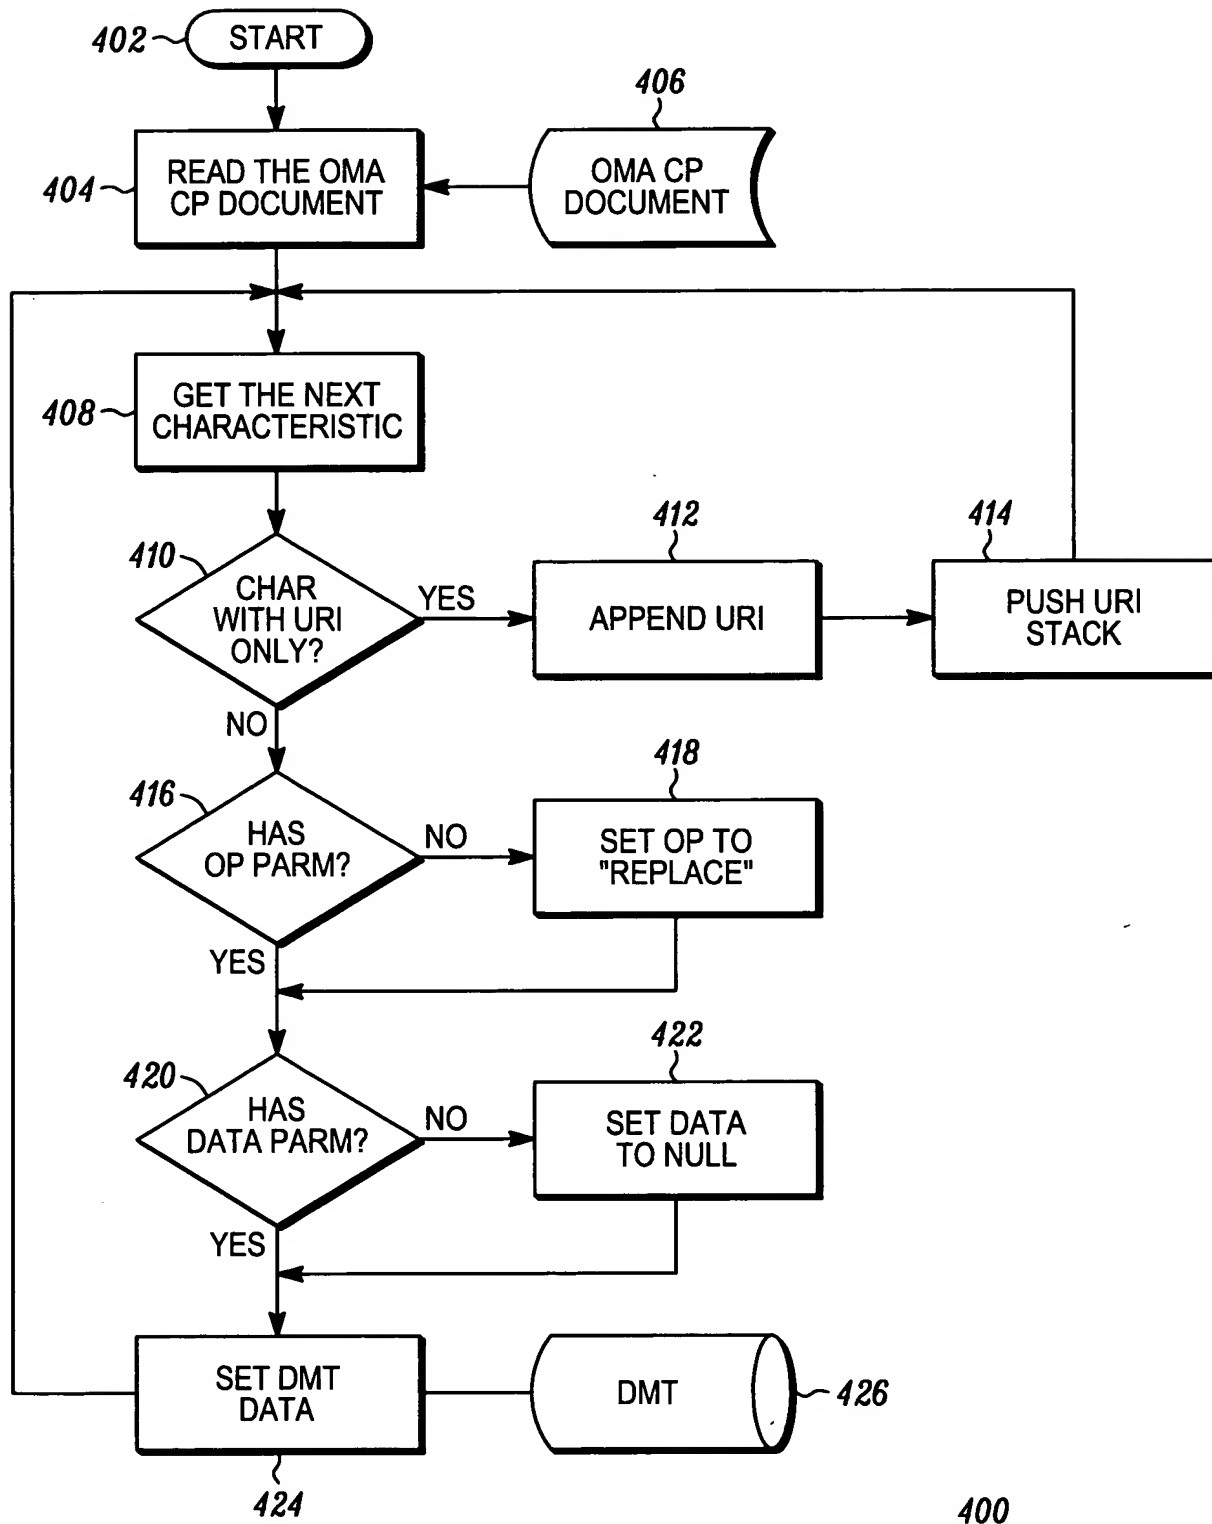 402
START
406
404
READ THE OMA
CP DOCUMENT
OMA CP
DOCUMENT
408
GET THE NEXT
CHARACTERISTIC
410
CHAR
WITH URI
ONLY?
YES
412
APPEND URI
414
PUSH URI
STACK
NO
416
HAS
OP PARM?
NO
418
SET OP TO
"REPLACE"
YES
420
HAS
DATA PARM?
NO
422
SET DATA
TO NULL
YES
SET DMT
DATA
DMT
426
424
400